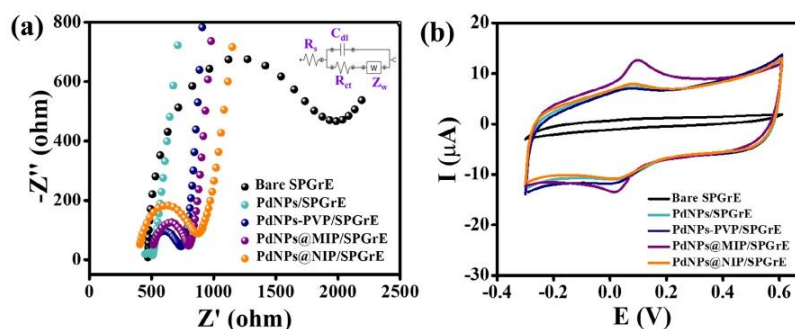 (a)
800
600
400
200
0
-Z'' (ohm)
0 500 1000 1500 2000 2500
Z' (ohm)
Rs
Cdl
Rct
W
Zw
Bare SPGrE
PdNPs/SPGrE
PdNPs-PVP/SPGrE
PdNPs@MIP/SPGrE
PdNPs@NIP/SPGrE
(b)
20
10
0
-10
-20
-30
I (μA)
-0.4 -0.2 0.0 0.2 0.4 0.6
E (V)
Bare SPGrE
PdNPs/SPGrE
PdNPs-PVP/SPGrE
PdNPs@MIP/SPGrE
PdNPs@NIP/SPGrE